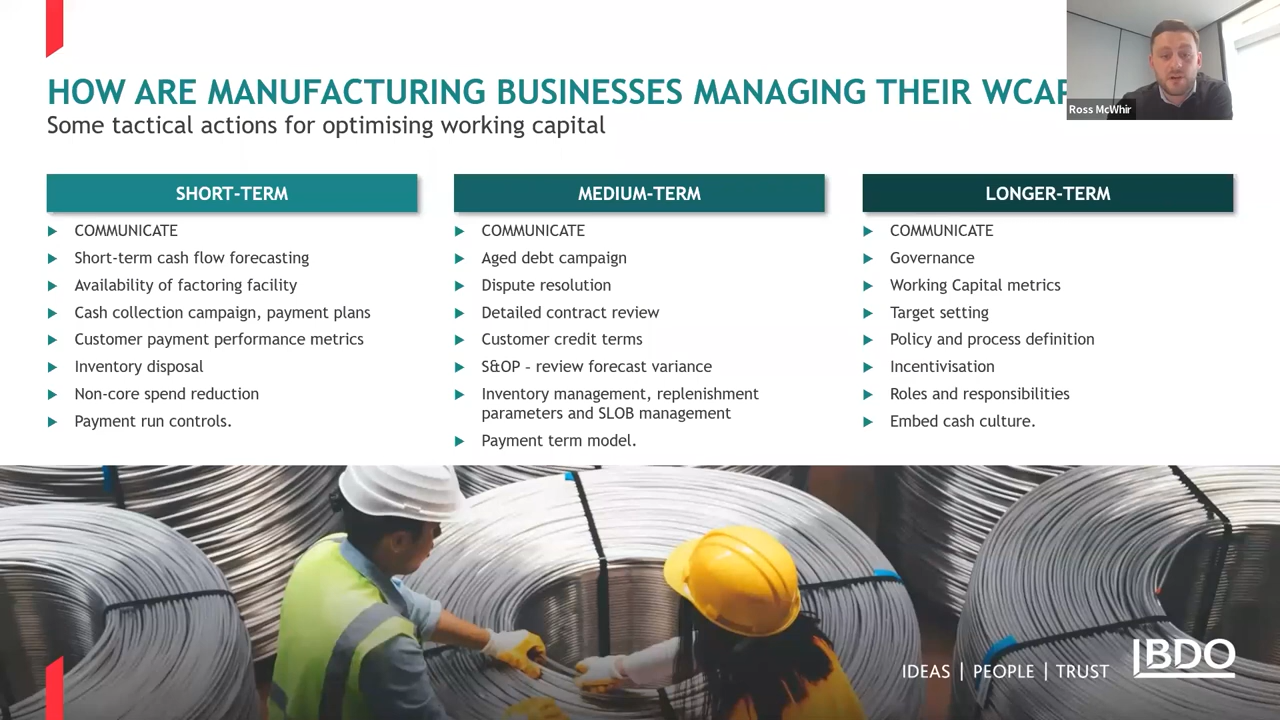 HOW ARE MANUFACTURING BUSINESSES MANAGING THEIR WCAP
Some tactical actions for optimising working capital
Ross McWhir
SHORT-TERM
COMMUNICATE
Short-term cash flow forecasting
Availability of factoring facility
Cash collection campaign, payment plans
Customer payment performance metrics
Inventory disposal
Non-core spend reduction
Payment run controls.
MEDIUM-TERM
COMMUNICATE
Aged debt campaign
Dispute resolution
Detailed contract review
Customer credit terms
S&OP – review forecast variance
Inventory management, replenishment
parameters and SLOB management
Payment term model.
LONGER-TERM
COMMUNICATE
Governance
Working Capital metrics
Target setting
Policy and process definition
Incentivisation
Roles and responsibilities
Embed cash culture.
IDEAS | PEOPLE | TRUST
BDO